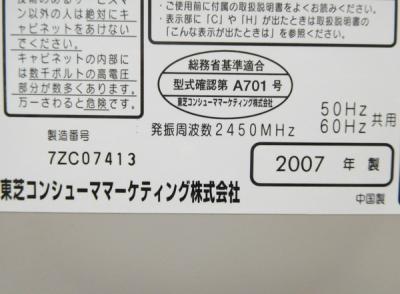 ン以外の人は絶対にキ
ャビネットをあけない
でください。
キャビネットの内部に
は数千ボルトの高電圧
部分が数多くあります。
万一さわると危険です。
・ご使用前に付属の取扱説明書をよくお読みください。
・表示部に「C」や「H」が出たときは取扱説明書の
「こんな表示が出たときは」を参照ください。
総務省基準適合
型式確認第 A701 号
東芝コンシューママーケティング株式会社
発振周波数2450MHz
50Hz
60Hz
共用
製造番号
7ZC07413
2007 年 製
東芝コンシューママーケティング株式会社
中国製